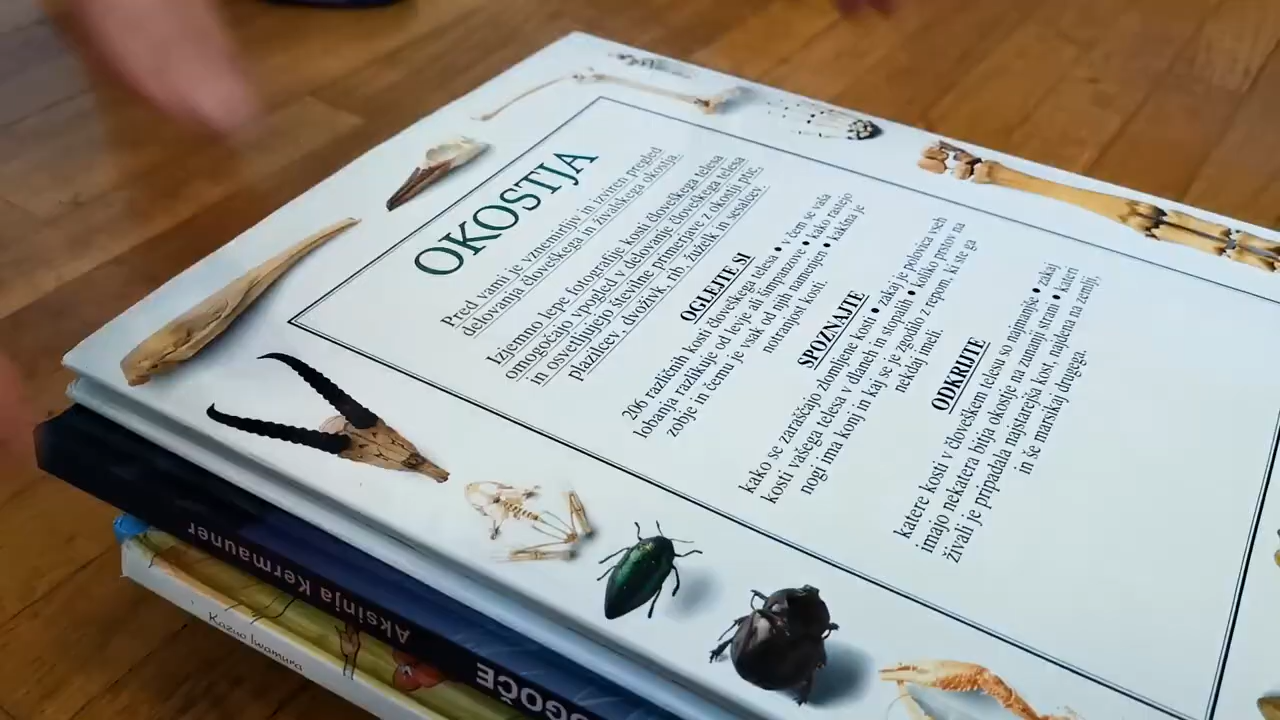 OKOSTJA
Pred vami je vznemirljiv in izviren pregled
delovanja človeškega in živalskega okostja.
Izjemno lepe fotografije kosti človeškega telesa
omogočajo vpogled v delovanje človeškega telesa
in osvetljujejo številne primerjave z okostji ptic,
plazilcev, dvoživk, rib, žuželk in sesalcev.
OGLEJTE SI
206 različnih kosti človeškega telesa • v čem se vaša
lobanja razlikuje od levje ali šimpanzove • kako rastejo
zobje in čemu je vsak od njih namenjen • takšna je
notranjost kosti.
SPOZNAJTE
kako se zaraščajo zlomljene kosti • zakaj je polovica vseh
kosti vašega telesa v dlaneh in stopalih • koliko prstov na
nogi ima konj in kaj se je zgodilo z repom, ki ste ga
nekdaj imeli.
ODKRIJTE
katere kosti v človeškem telesu so najmanjše • zakaj
imajo nekatera bitja okostje na zunanji strani • kateri
živali je pripadala najstarejša kost, najdena na zemlji,
in še marsikaj drugega.
Aksinja Kermauner
OGOČE
Kazuo Iwamura